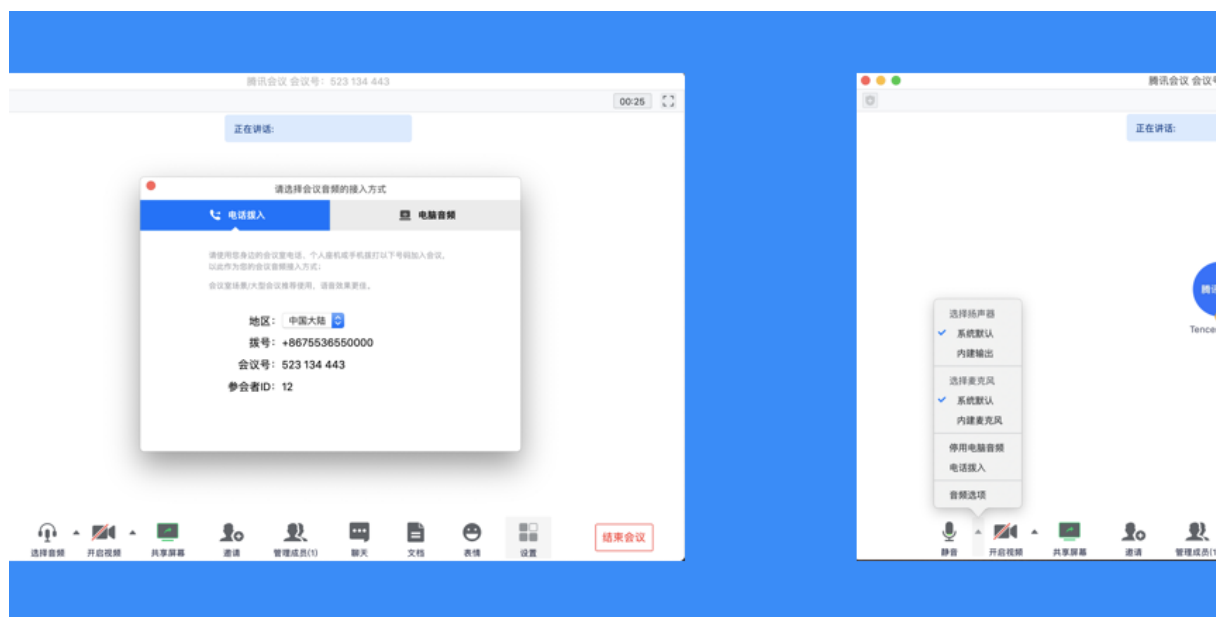 腾讯会议 会议号：523 134 443
00:25
正在讲话:
请选择会议音频的接入方式
电话拨入
电脑音频
请使用您身边的会议室电话、个人座机或手机拨打以下号码加入会议，
以此作为您的会议音频接入方式；
会议室场景/大型会议推荐使用，语音效果更佳。
地区： 中国大陆
拨号： +8675536550000
会议号： 523 134 443
参会者ID： 12
选择音频
开启视频
共享屏幕
邀请
管理成员(1)
聊天
文档
表情
设置
结束会议
腾讯会议 会议号
正在讲话:
腾讯
Tence
选择扬声器
系统默认
内建输出
选择麦克风
系统默认
内建麦克风
停用电脑音频
电话拨入
音频选项
静音
开启视频
共享屏幕
邀请
管理成员(1